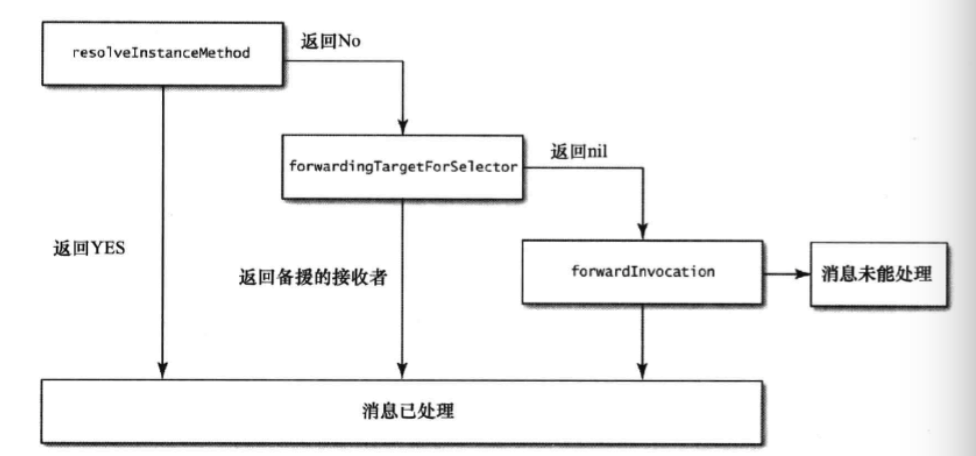 resolveInstanceMethod
返回No
forwardingTargetForSelector
返回nil
返回YES
返回备援的接收者
forwardInvocation
消息未能处理
消息已处理